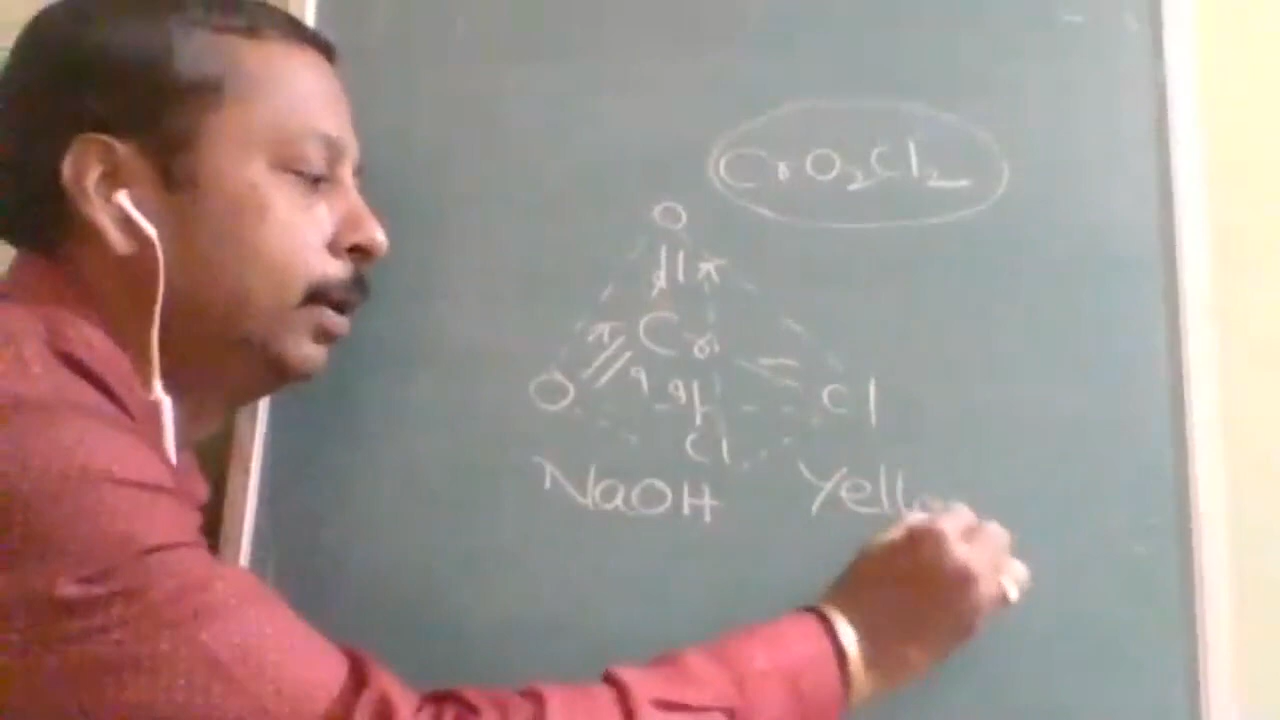 CrO₂Cl₂
O
π
π Cr
O Cl
Cl
NaOH Yello